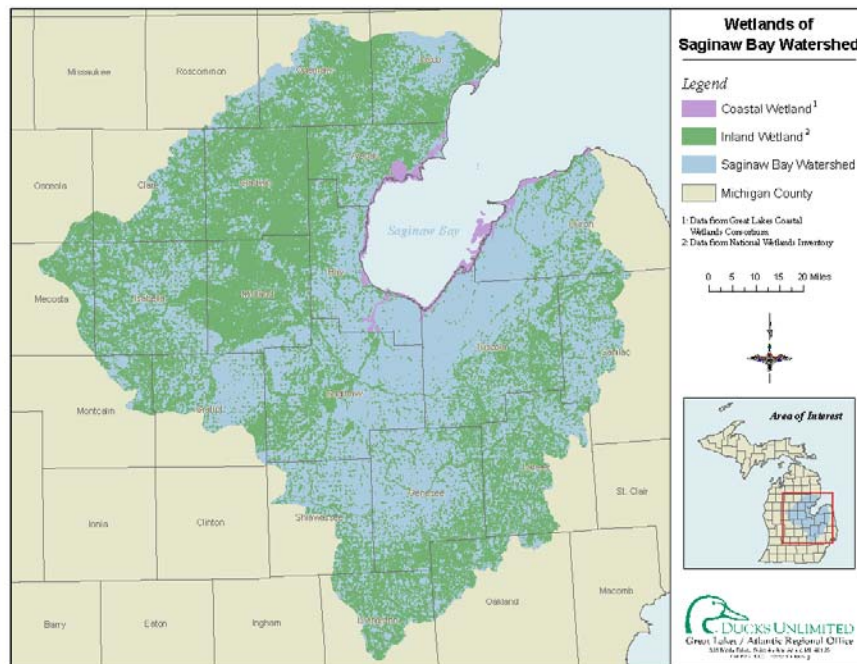 Wetlands of
Saginaw Bay Watershed
Legend
Coastal Wetland1
Inland Wetland2
Saginaw Bay Watershed
Michigan County
1: Data from Great Lakes Coastal
Wetlands Consortium
2: Data from National Wetlands Inventory
0 5 10 20 Miles
Area of Interest
DUCKS UNLIMITED
Great Lakes / Atlantic Regional Office
Missaukee
Roscommon
Osceola
Clare
Mecosta
Isabella
Midland
Bay
Saginaw Bay
Huron
Tuscola
Sanilac
Montcalm
Gratiot
Saginaw
Genesee
Lapeer
St. Clair
Ionia
Clinton
Shiawassee
Barry
Eaton
Ingham
Livingston
Oakland
Macomb